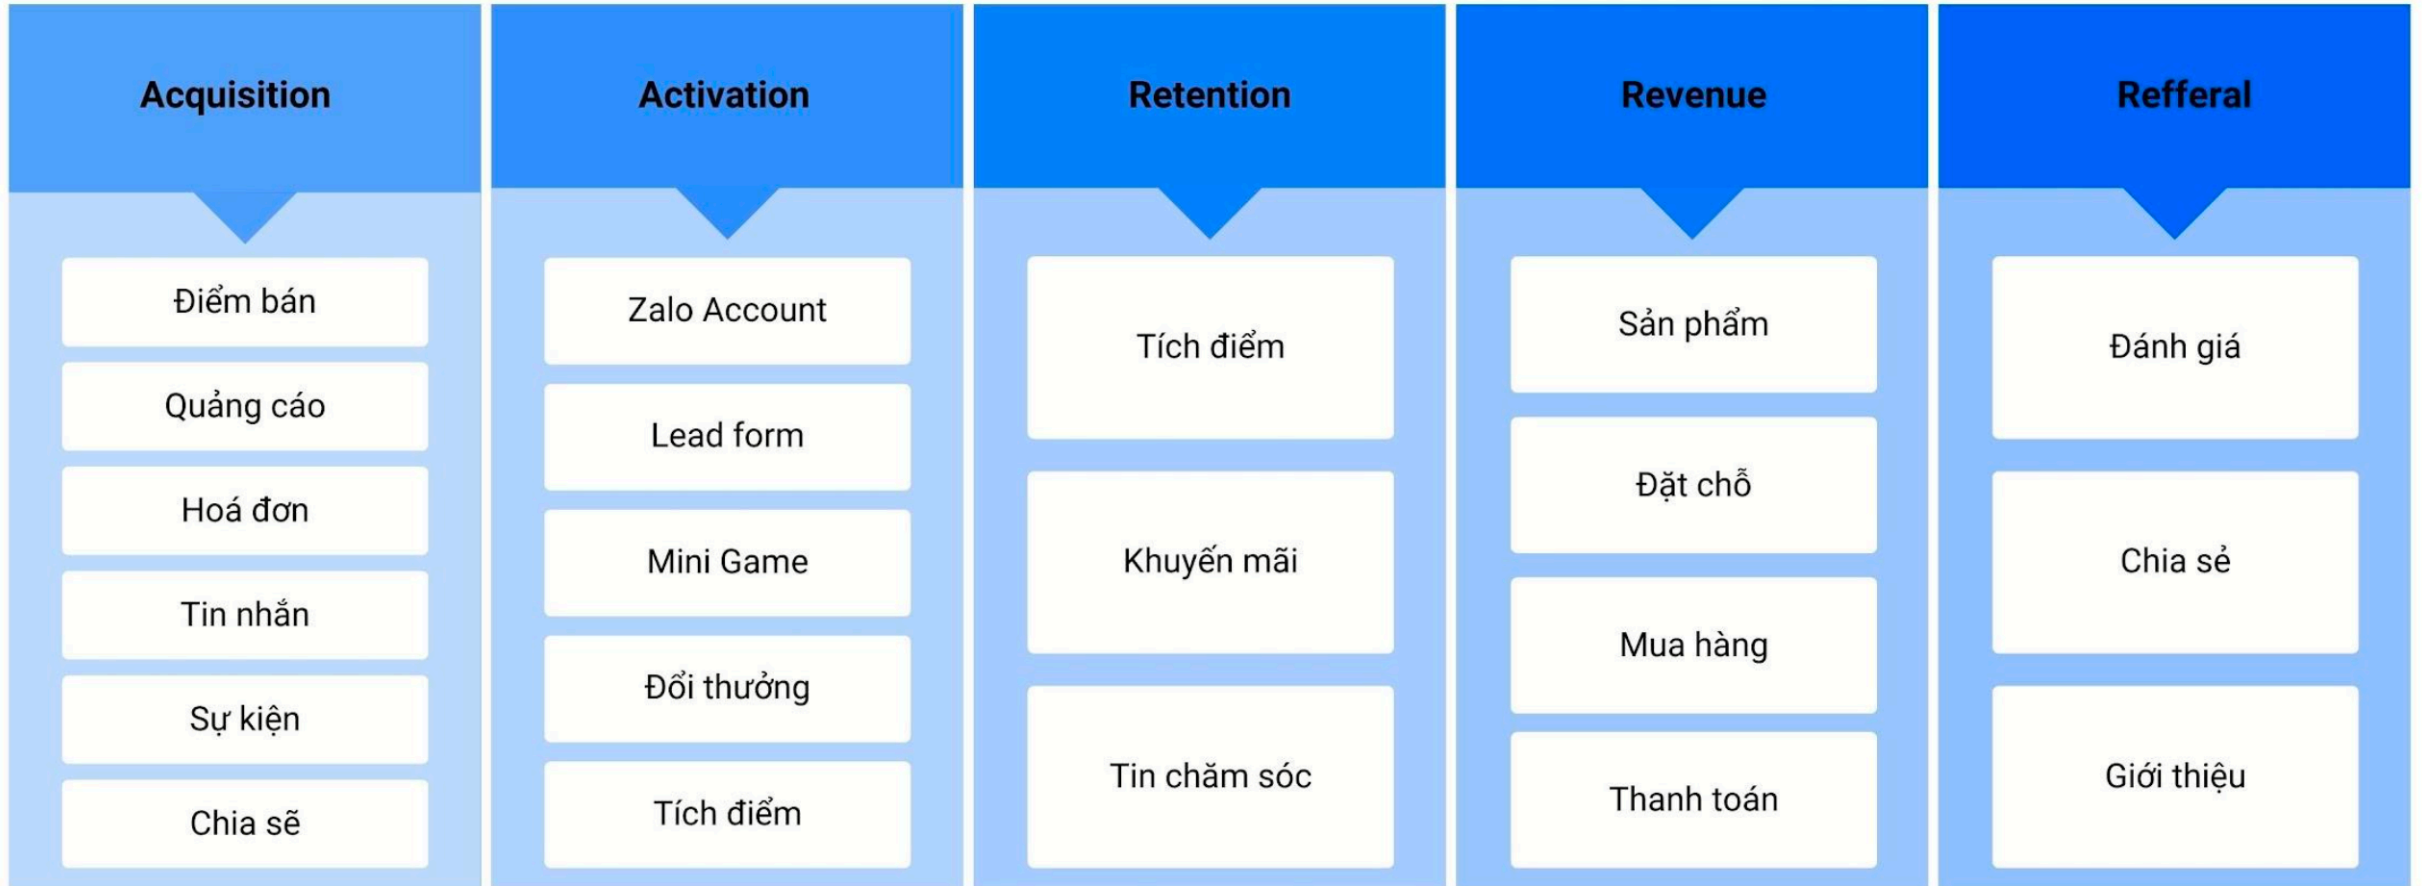 Acquisition
Điểm bán
Quảng cáo
Hoá đơn
Tin nhắn
Sự kiện
Chia sẽ
Activation
Zalo Account
Lead form
Mini Game
Đổi thưởng
Tích điểm
Retention
Tích điểm
Khuyến mãi
Tin chăm sóc
Revenue
Sản phẩm
Đặt chỗ
Mua hàng
Thanh toán
Refferal
Đánh giá
Chia sẻ
Giới thiệu